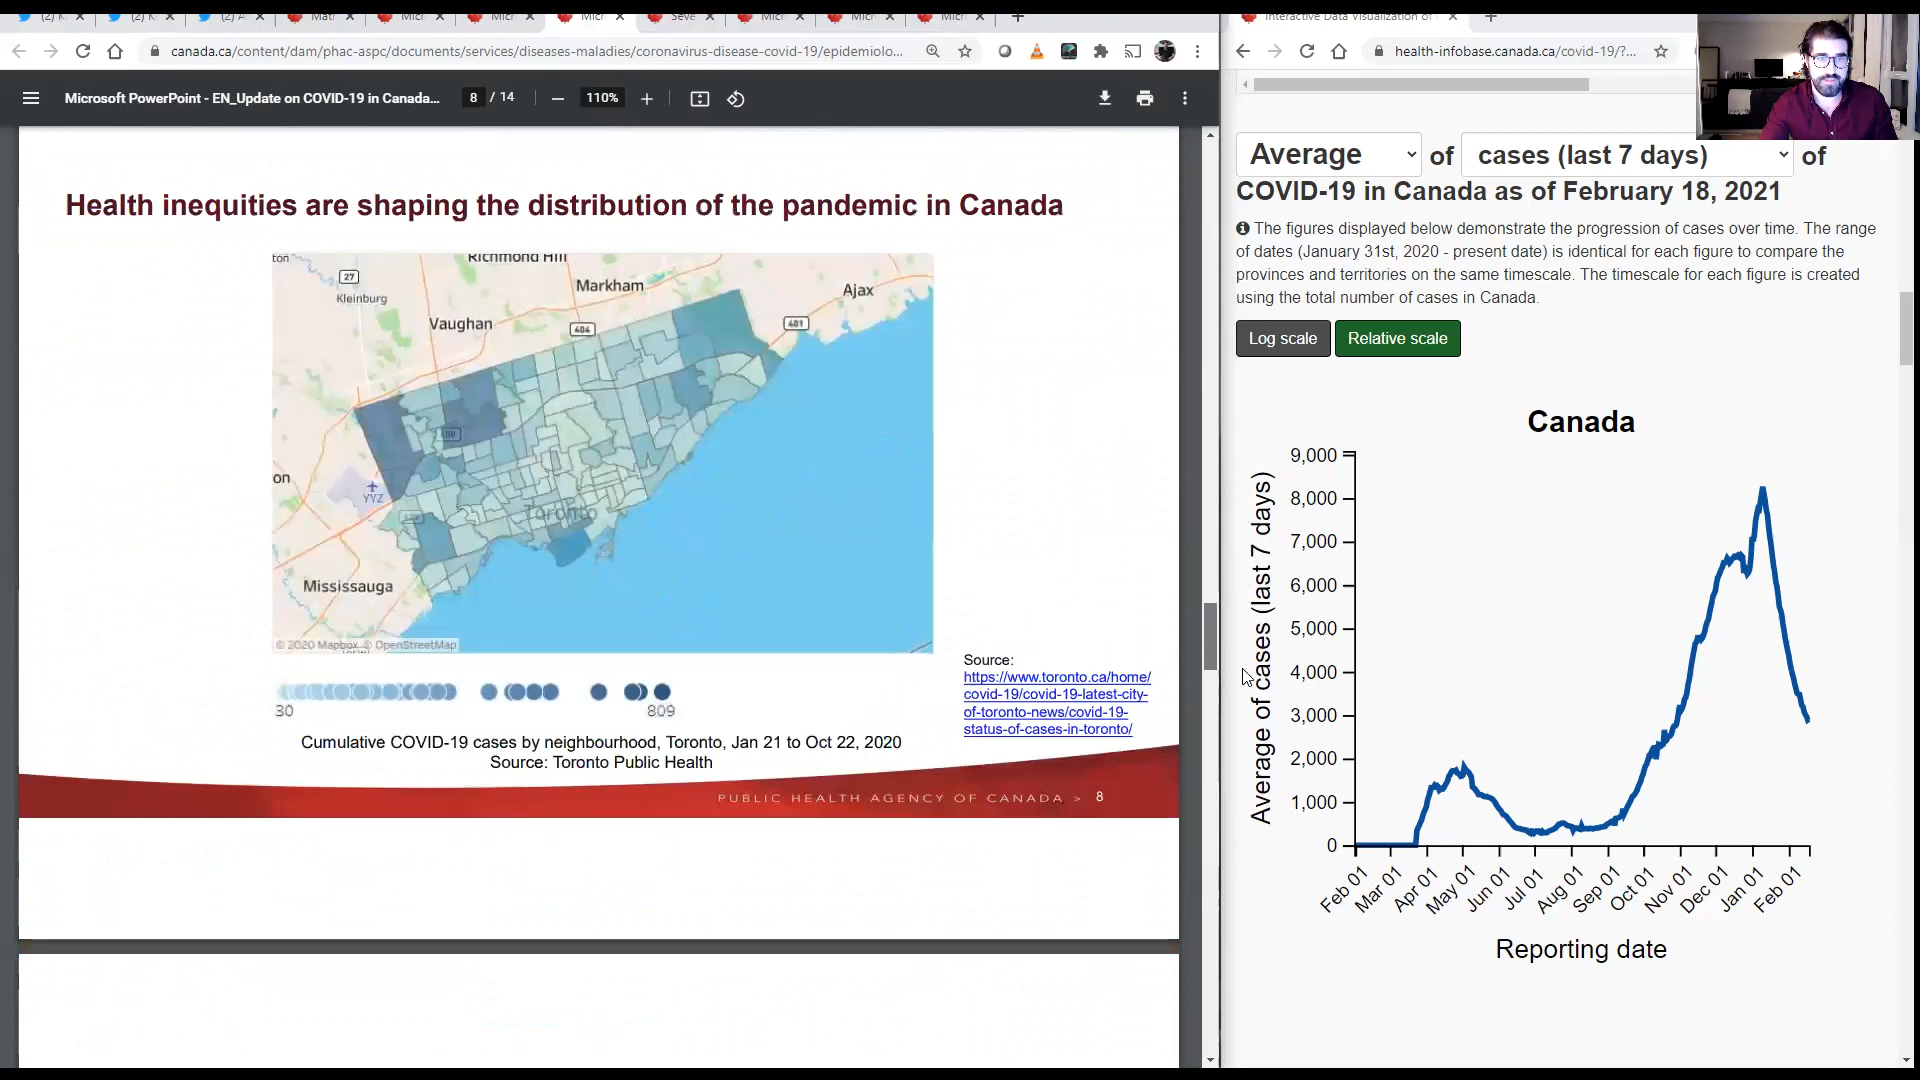 canada.ca/content/dam/phac-aspc/documents/services/diseases-maladies/coronavirus-disease-covid-19/epidemiolo...
Microsoft PowerPoint - EN_Update on COVID-19 in Canada...
8 / 14
110%
Health inequities are shaping the distribution of the pandemic in Canada
ton
Richmond Hill
27
Kleinburg
Markham
Ajax
Vaughan
404
401
on
YYZ
Toronto
Mississauga
© 2020 Mapbox © OpenStreetMap
30
809
Source:
https://www.toronto.ca/home/
covid-19/covid-19-latest-city-
of-toronto-news/covid-19-
status-of-cases-in-toronto/
Cumulative COVID-19 cases by neighbourhood, Toronto, Jan 21 to Oct 22, 2020
Source: Toronto Public Health
PUBLIC HEALTH AGENCY OF CANADA > 8
Interactive Data Visualization of
health-infobase.canada.ca/covid-19/?...
Average of cases (last 7 days) of
COVID-19 in Canada as of February 18, 2021
The figures displayed below demonstrate the progression of cases over time. The range
of dates (January 31st, 2020 - present date) is identical for each figure to compare the
provinces and territories on the same timescale. The timescale for each figure is created
using the total number of cases in Canada.
Log scale
Relative scale
Canada
Average of cases (last 7 days)
9,000
8,000
7,000
6,000
5,000
4,000
3,000
2,000
1,000
0
Feb 01
Mar 01
Apr 01
May 01
Jun 01
Jul 01
Aug 01
Sep 01
Oct 01
Nov 01
Dec 01
Jan 01
Feb 01
Reporting date